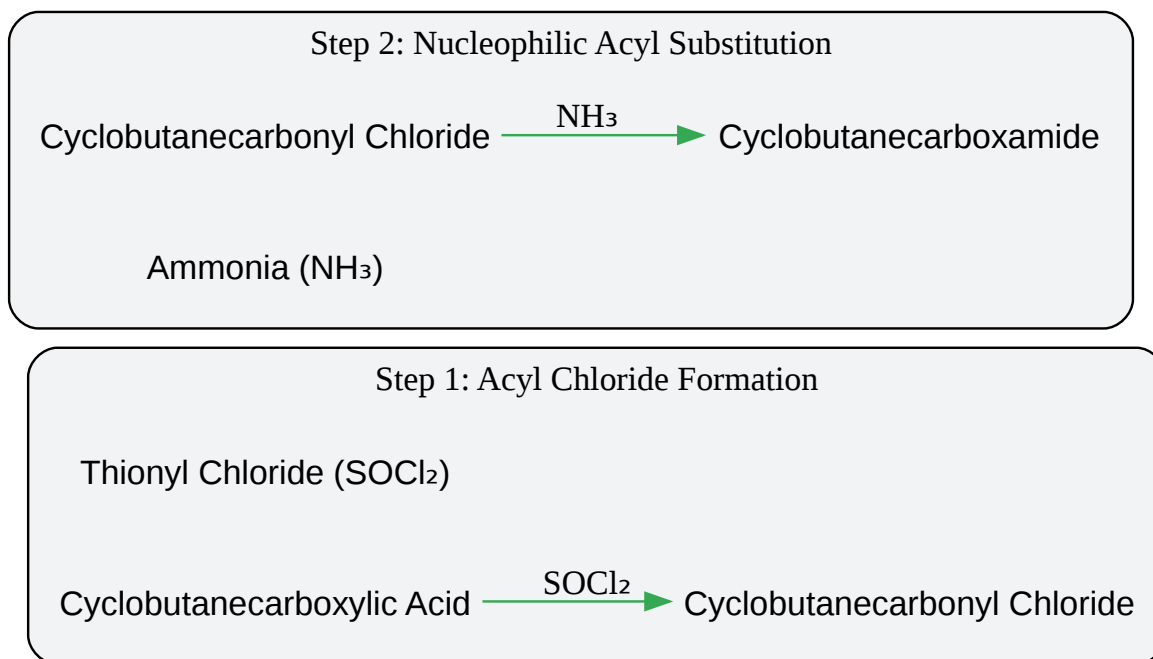 Step 2: Nucleophilic Acyl Substitution
NH₃
Cyclobutanecarbonyl Chloride
Cyclobutanecarboxamide
Ammonia (NH₃)
Step 1: Acyl Chloride Formation
Thionyl Chloride (SOCl₂)
SOCl₂
Cyclobutanecarboxylic Acid
Cyclobutanecarbonyl Chloride